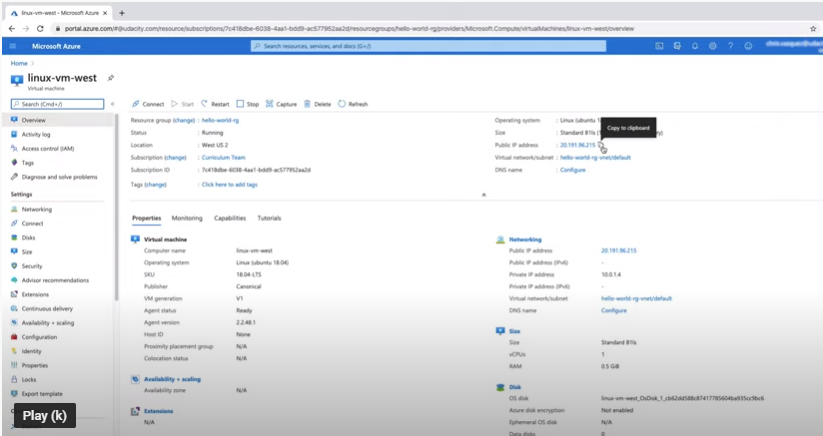 linux-vm-west - Microsoft Azure
portal.azure.com/#@udacity.com/resource/subscriptions/7c418dbe-6038-4aa1-bdd9-ac577952aa2d/resourcegroups/hello-world-rg/providers/Microsoft.Compute/virtualMachines/linux-vm-west/overview
Microsoft Azure
Search resources, services, and docs (G+/)
Home
linux-vm-west
Virtual machine
Search (Cmd+/)
Connect Start Restart Stop Capture Delete Refresh
Overview
Activity log
Access control (IAM)
Tags
Diagnose and solve problems
Settings
Networking
Connect
Disks
Size
Security
Advisor recommendations
Extensions
Continuous delivery
Availability + scaling
Configuration
Identity
Properties
Locks
Export template
Play (k)
Resource group (change) : hello-world-rg
Status : Running
Location : West US 2
Subscription (change) : Curriculum Team
Subscription ID : 7c418dbe-6038-4aa1-bdd9-ac577952aa2d
Tags (change) : Click here to add tags
Operating system : Linux (ubuntu 18
Size : Standard B1ls
Copy to clipboard
Public IP address : 20.191.96.215
Virtual network/subnet : hello-world-rg-vnet/default
DNS name : Configure
Properties Monitoring Capabilities Tutorials
Virtual machine
Computer name linux-vm-west
Operating system Linux (ubuntu 18.04)
SKU 18.04-LTS
Publisher Canonical
VM generation V1
Agent status Ready
Agent version 2.2.48.1
Host ID None
Proximity placement group N/A
Colocation status N/A
Availability + scaling
Availability zone N/A
Extensions
N/A
Networking
Public IP address 20.191.96.215
Public IP address (IPv6) -
Private IP address 10.0.1.4
Private IP address (IPv6) -
Virtual network/subnet hello-world-rg-vnet/default
DNS name Configure
Size
Size Standard B1ls
vCPUs 1
RAM 0.5 GiB
Disk
OS disk linux-vm-west_OsDisk_1_cb62dd588c87417785604ba935cc9bc6
Azure disk encryption Not enabled
Ephemeral OS disk N/A
Data disks 0